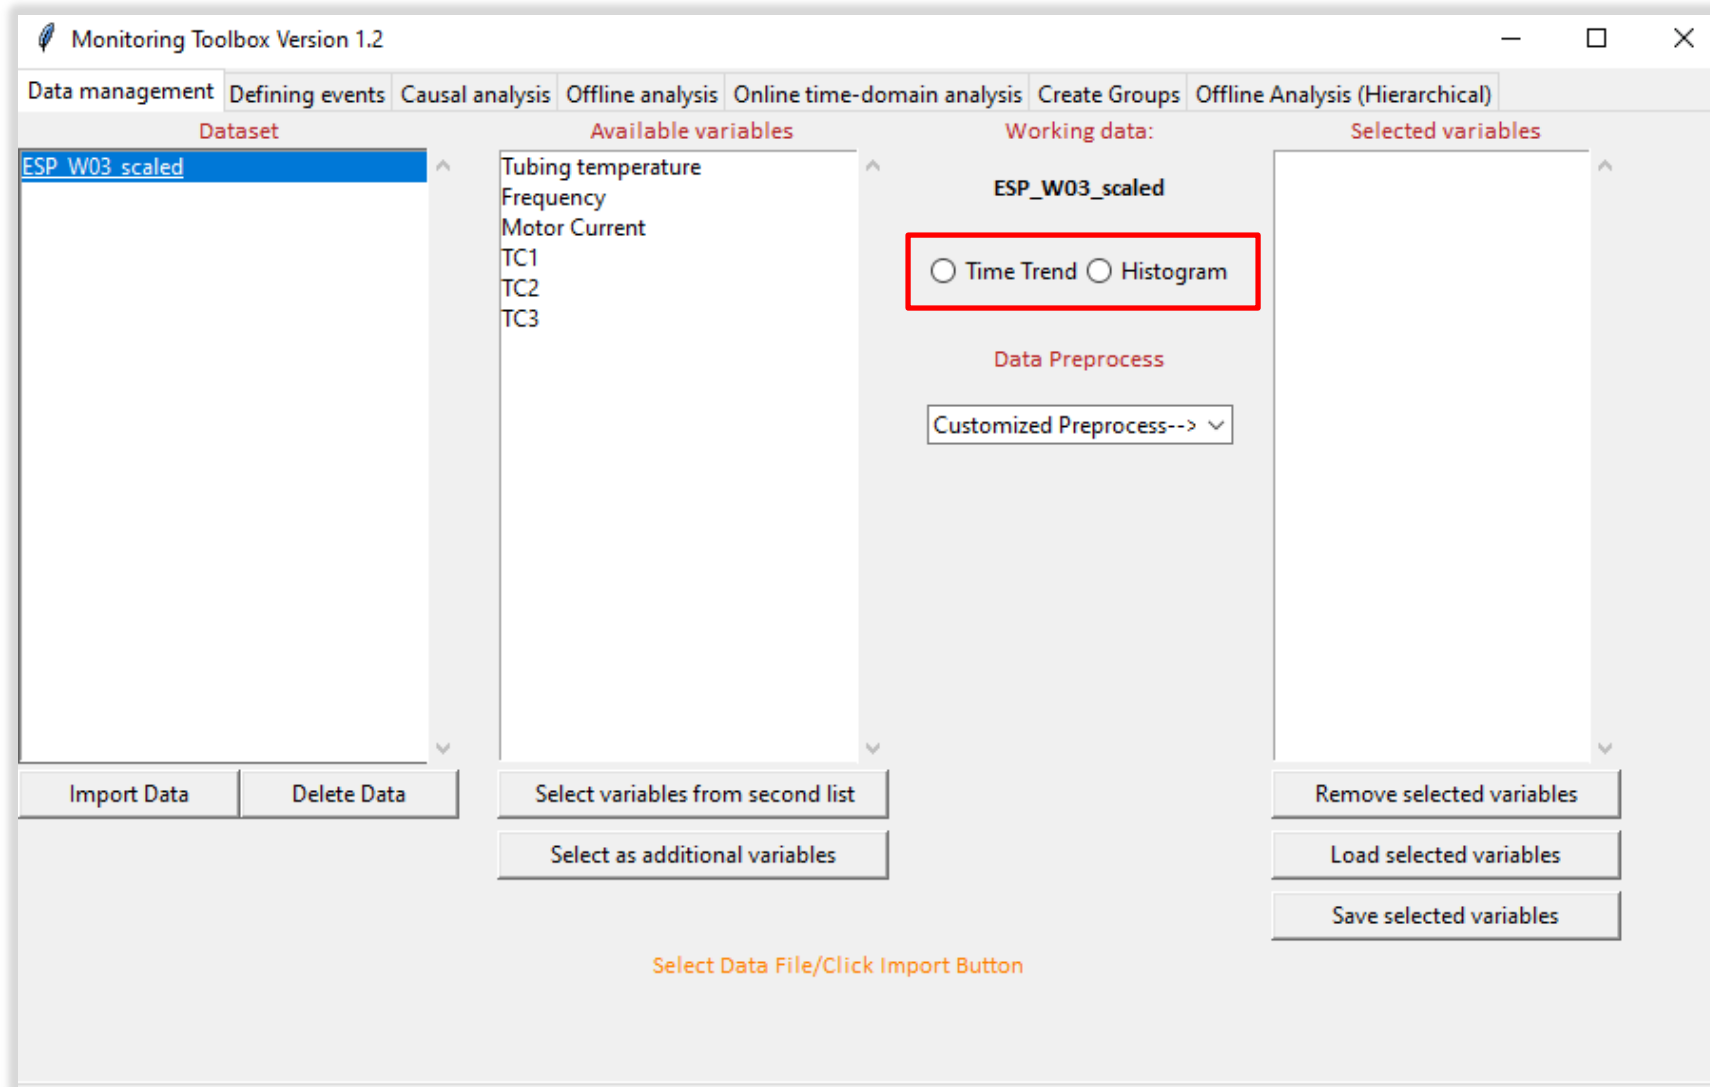 Monitoring Toolbox Version 1.2
Data management Defining events Causal analysis Offline analysis Online time-domain analysis Create Groups Offline Analysis (Hierarchical)
Dataset
Available variables
Working data:
Selected variables
ESP_W03_scaled
Tubing temperature
Frequency
Motor Current
TC1
TC2
TC3
ESP_W03_scaled
Time Trend Histogram
Data Preprocess
Customized Preprocess-->
Import Data
Delete Data
Select variables from second list
Select as additional variables
Remove selected variables
Load selected variables
Save selected variables
Select Data File/Click Import Button